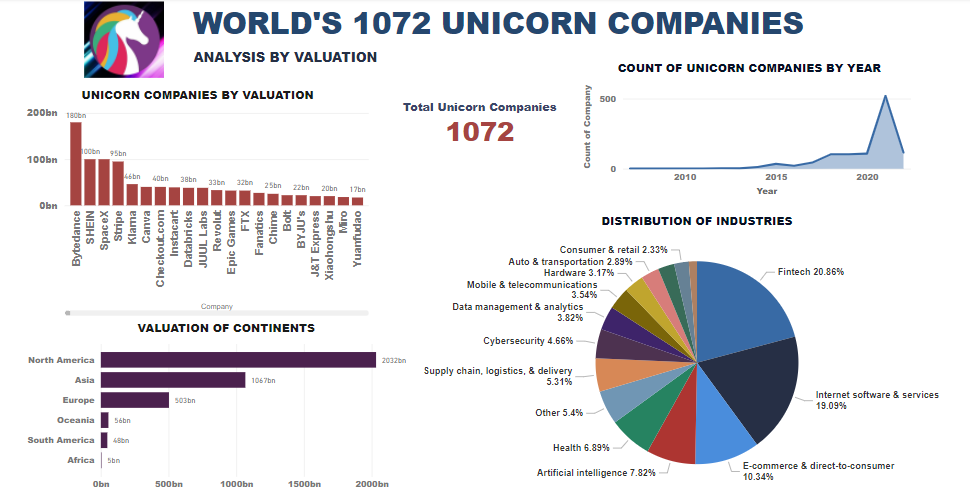 WORLD'S 1072 UNICORN COMPANIES
ANALYSIS BY VALUATION
UNICORN COMPANIES BY VALUATION
200bn
100bn
0bn
180bn
100bn
95bn
46bn
40bn
38bn
33bn
32bn
25bn
22bn
20bn
17bn
Bytedance
SHEIN
SpaceX
Stripe
Klarna
Canva
Checkout.com
Instacart
Databricks
JUUL Labs
Revolut
Epic Games
FTX
Fanatics
Chime
Bolt
BYJU's
J&T Express
Xiaohongshu
Miro
Yuanfudao
Company
Total Unicorn Companies
1072
COUNT OF UNICORN COMPANIES BY YEAR
Count of Company
500
0
2010
2015
2020
Year
VALUATION OF CONTINENTS
North America
2032bn
Asia
1067bn
Europe
503bn
Oceania
56bn
South America
48bn
Africa
5bn
0bn
500bn
1000bn
1500bn
2000bn
DISTRIBUTION OF INDUSTRIES
Consumer & retail 2.33%
Auto & transportation 2.89%
Hardware 3.17%
Mobile & telecommunications
3.54%
Data management & analytics
3.82%
Cybersecurity 4.66%
Supply chain, logistics, & delivery
5.31%
Other 5.4%
Health 6.89%
Artificial intelligence 7.82%
Fintech 20.86%
Internet software & services
19.09%
E-commerce & direct-to-consumer
10.34%